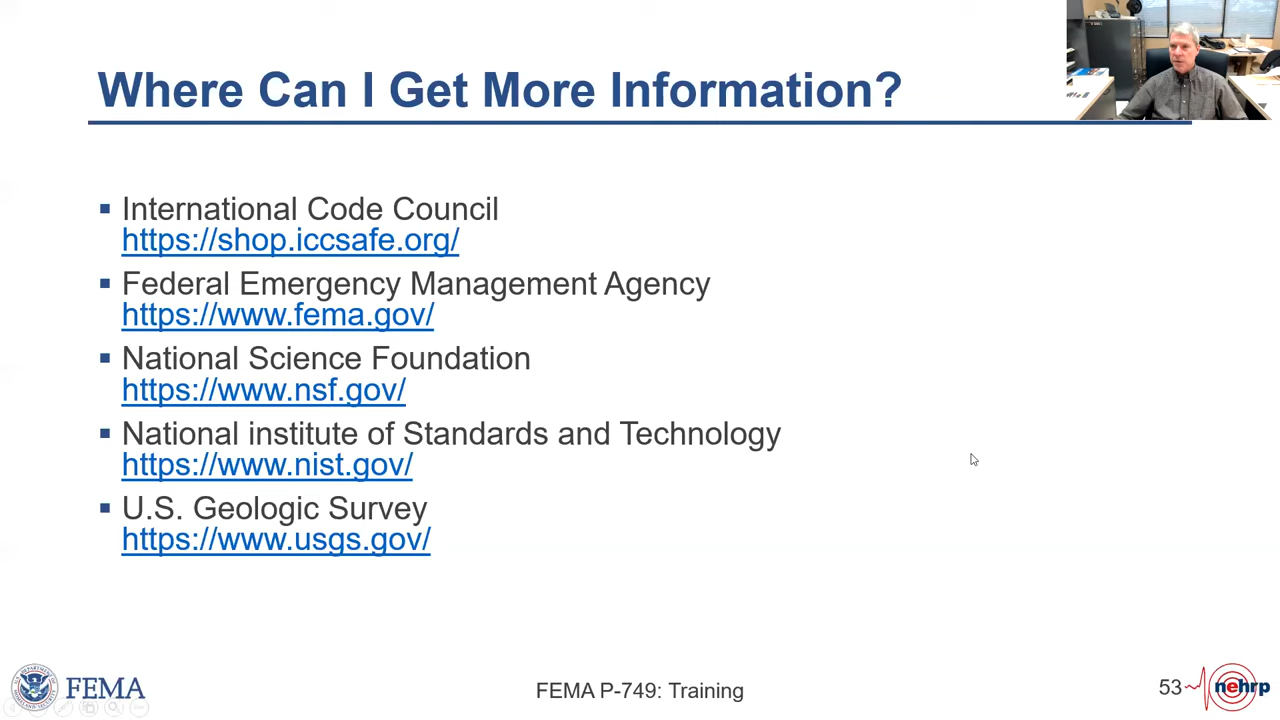 Where Can I Get More Information?
▪ International Code Council
https://shop.iccsafe.org/
▪ Federal Emergency Management Agency
https://www.fema.gov/
▪ National Science Foundation
https://www.nsf.gov/
▪ National institute of Standards and Technology
https://www.nist.gov/
▪ U.S. Geologic Survey
https://www.usgs.gov/
FEMA
FEMA P-749: Training
53
nehrp